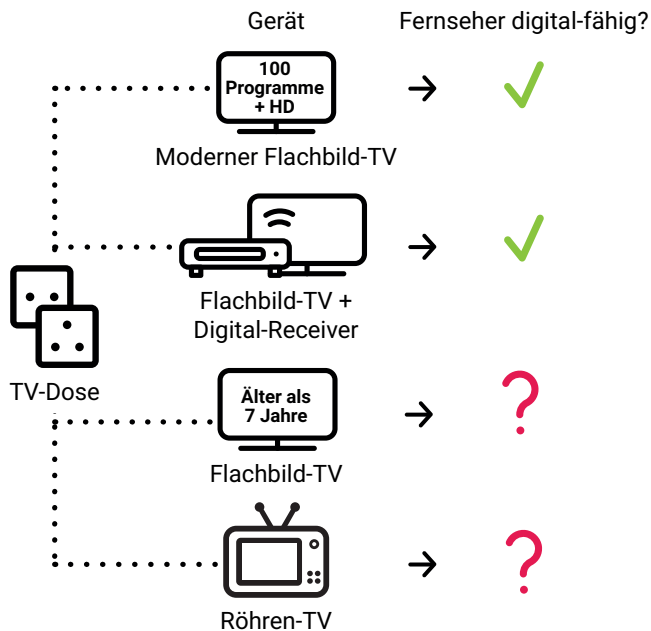 Gerät
Fernseher digital-fähig?
100
Programme
+ HD
Moderner Flachbild-TV
Flachbild-TV +
Digital-Receiver
TV-Dose
Älter als
7 Jahre
Flachbild-TV
Röhren-TV